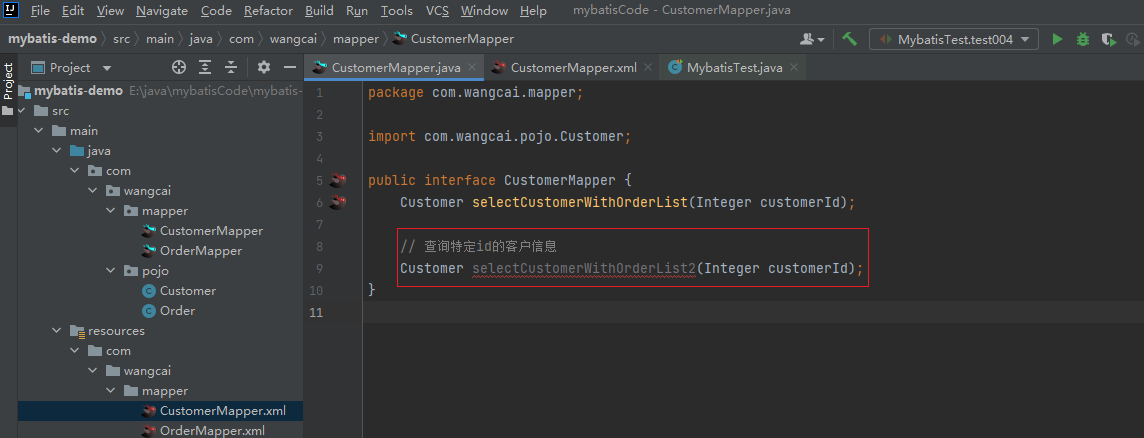 File Edit View Navigate Code Refactor Build Run Tools VCS Window Help mybatisCode - CustomerMapper.java
mybatis-demo src main java com wangcai mapper CustomerMapper MybatisTest.test004
Project
Project
CustomerMapper.java CustomerMapper.xml MybatisTest.java
mybatis-demo E:\java\mybatisCode\mybatis-
src
main
java
com
wangcai
mapper
CustomerMapper
OrderMapper
pojo
Customer
Order
resources
com
wangcai
mapper
CustomerMapper.xml
OrderMapper.xml
1 package com.wangcai.mapper;
2
3 import com.wangcai.pojo.Customer;
4
5 public interface CustomerMapper {
6 Customer selectCustomerWithOrderList(Integer customerId);
7
8 // 查询特定id的客户信息
9 Customer selectCustomerWithOrderList2(Integer customerId);
10 }
11